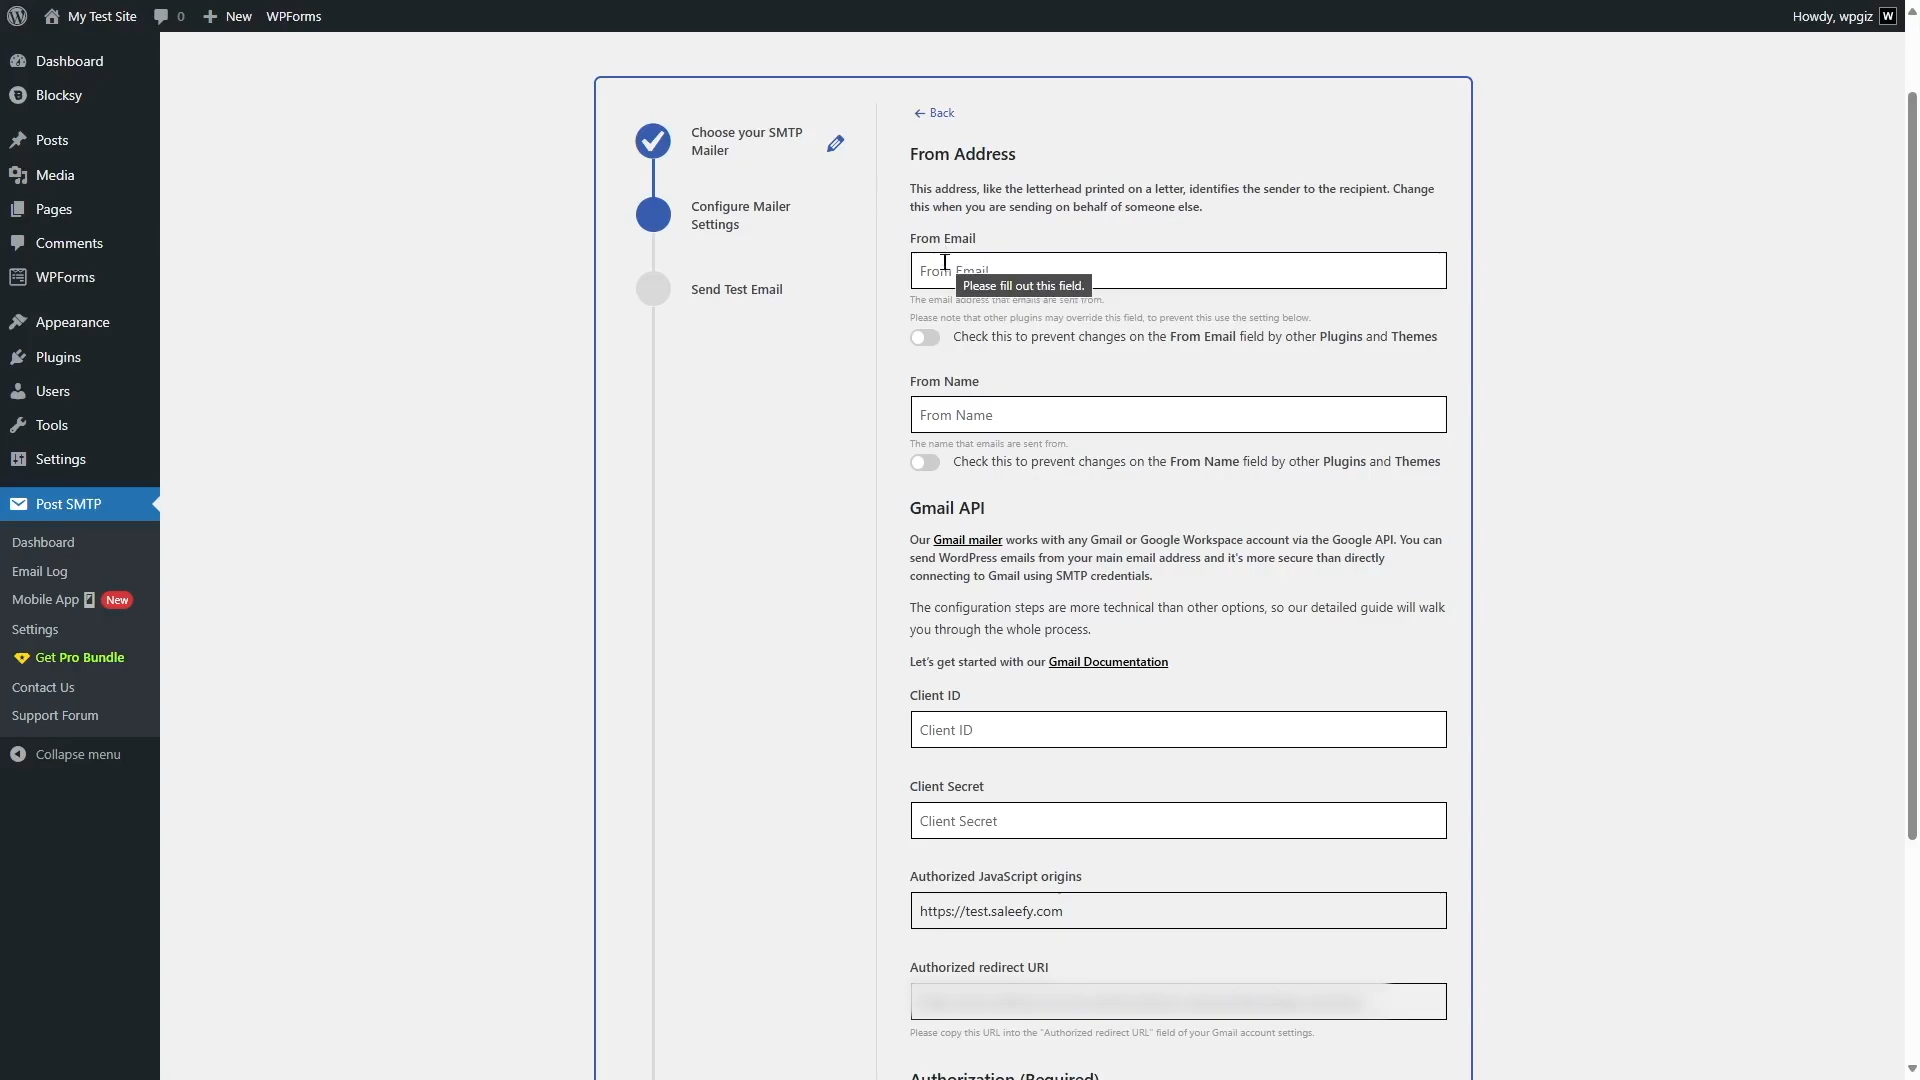 My Test Site
0
New
WPForms
Howdy, wpgiz
W
Dashboard
Blocksy
Posts
Media
Pages
Comments
WPForms
Appearance
Plugins
Users
Tools
Settings
Post SMTP
Dashboard
Email Log
Mobile App New
Settings
Get Pro Bundle
Contact Us
Support Forum
Collapse menu
Choose your SMTP
Mailer
Configure Mailer
Settings
Send Test Email
← Back
From Address
This address, like the letterhead printed on a letter, identifies the sender to the recipient. Change
this when you are sending on behalf of someone else.
From Email
From Email
Please fill out this field.
The email address that emails are sent from.
Please note that other plugins may override this field, to prevent this use the setting below.
Check this to prevent changes on the From Email field by other Plugins and Themes
From Name
From Name
The name that emails are sent from.
Check this to prevent changes on the From Name field by other Plugins and Themes
Gmail API
Our Gmail mailer works with any Gmail or Google Workspace account via the Google API. You can
send WordPress emails from your main email address and it's more secure than directly
connecting to Gmail using SMTP credentials.
The configuration steps are more technical than other options, so our detailed guide will walk
you through the whole process.
Let's get started with our Gmail Documentation
Client ID
Client ID
Client Secret
Client Secret
Authorized JavaScript origins
https://test.saleefy.com
Authorized redirect URI
Please copy this URL into the "Authorized redirect URL" field of your Gmail account settings.
Authorization (Required)